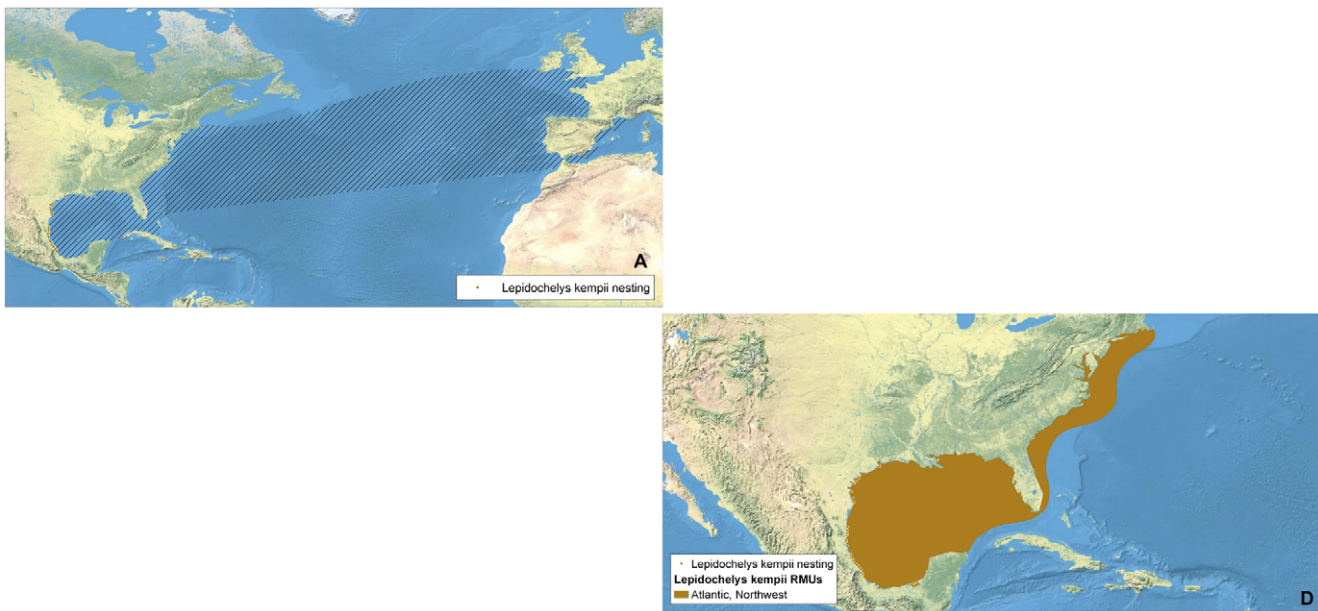 A
Lepidochelys kempii nesting
Lepidochelys kempii nesting
Lepidochelys kempii RMUs
Atlantic, Northwest
D